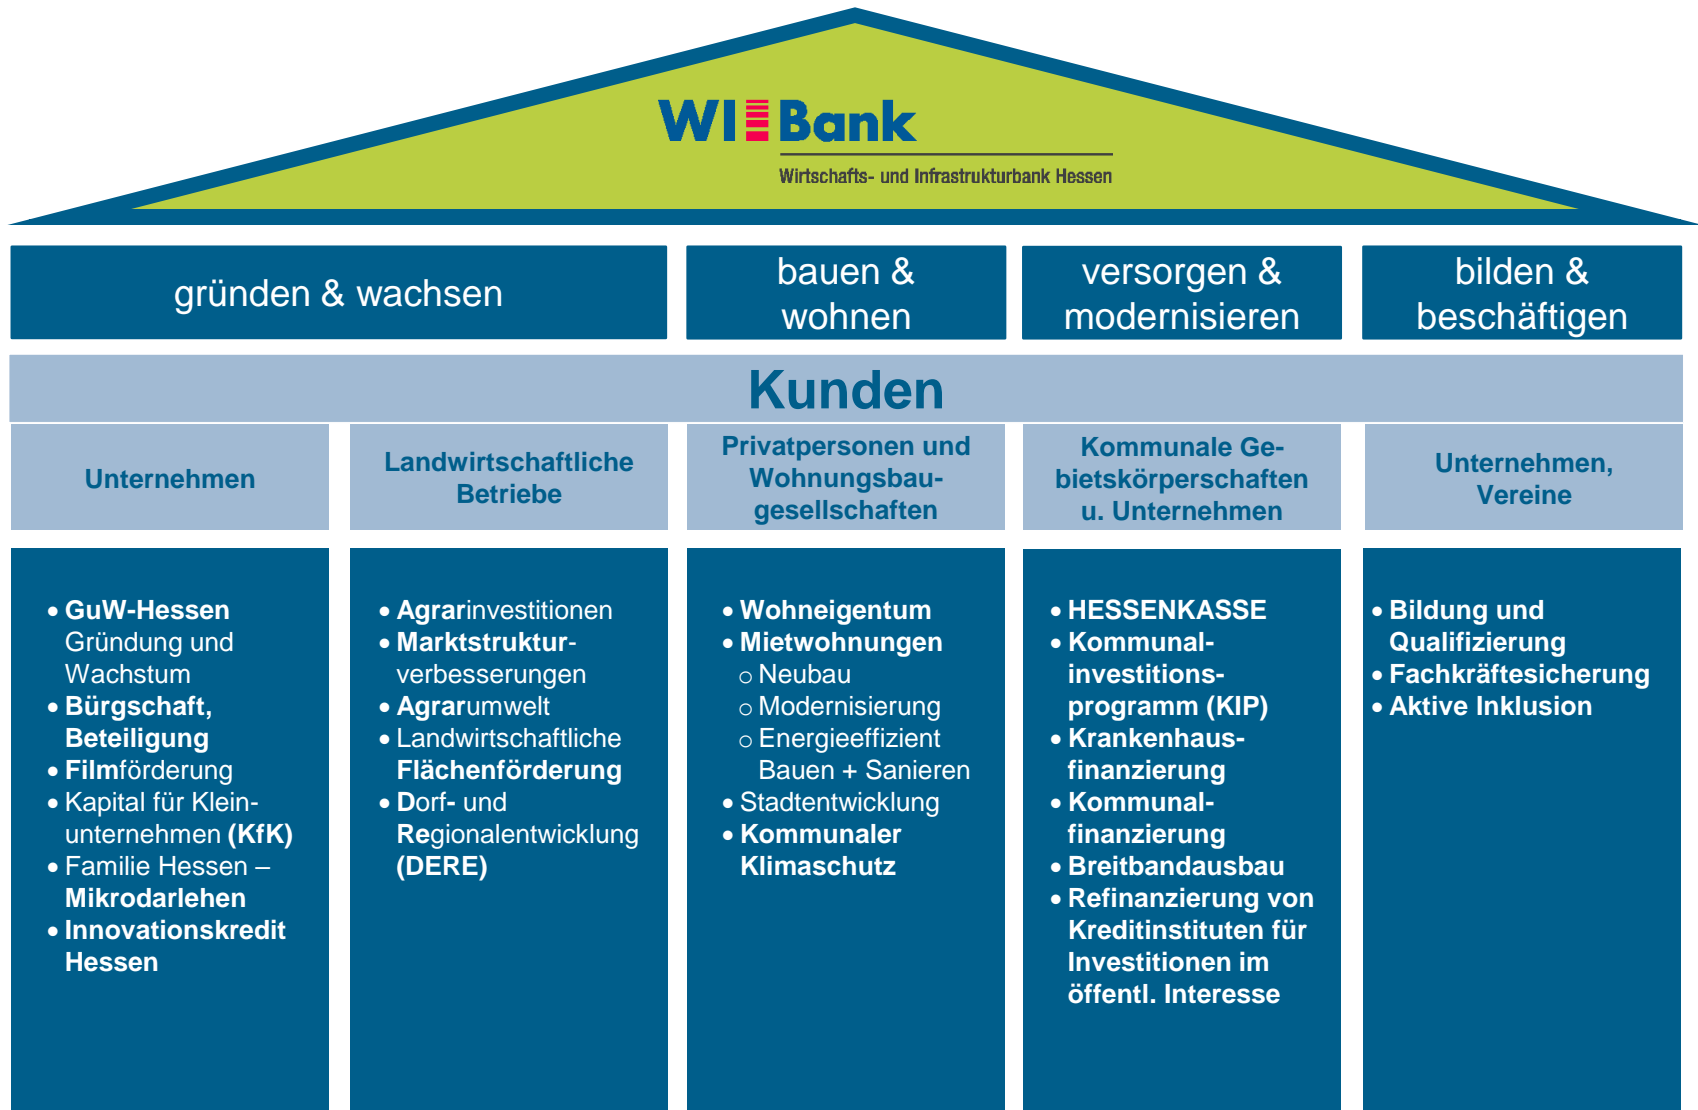 WIBank
Wirtschafts- und Infrastrukturbank Hessen
gründen & wachsen
bauen &
wohnen
versorgen &
modernisieren
bilden &
beschäftigen
Kunden
Unternehmen
Landwirtschaftliche
Betriebe
Privatpersonen und
Wohnungsbau-
gesellschaften
Kommunale Ge-
bietskörperschaften
u. Unternehmen
Unternehmen,
Vereine
• GuW-Hessen
Gründung und
Wachstum
• Bürgschaft,
Beteiligung
• Filmförderung
• Kapital für Klein-
unternehmen (KfK)
• Familie Hessen –
Mikrodarlehen
• Innovationskredit
Hessen
• Agrarinvestitionen
• Marktstruktur-
verbesserungen
• Agrarumwelt
• Landwirtschaftliche
Flächenförderung
• Dorf- und
Regionalentwicklung
(DERE)
• Wohneigentum
• Mietwohnungen
○ Neubau
○ Modernisierung
○ Energieeffizient
Bauen + Sanieren
• Stadtentwicklung
• Kommunaler
Klimaschutz
• HESSENKASSE
• Kommunal-
investitions-
programm (KIP)
• Krankenhaus-
finanzierung
• Kommunal-
finanzierung
• Breitbandausbau
• Refinanzierung von
Kreditinstituten für
Investitionen im
öffentl. Interesse
• Bildung und
Qualifizierung
• Fachkräftesicherung
• Aktive Inklusion